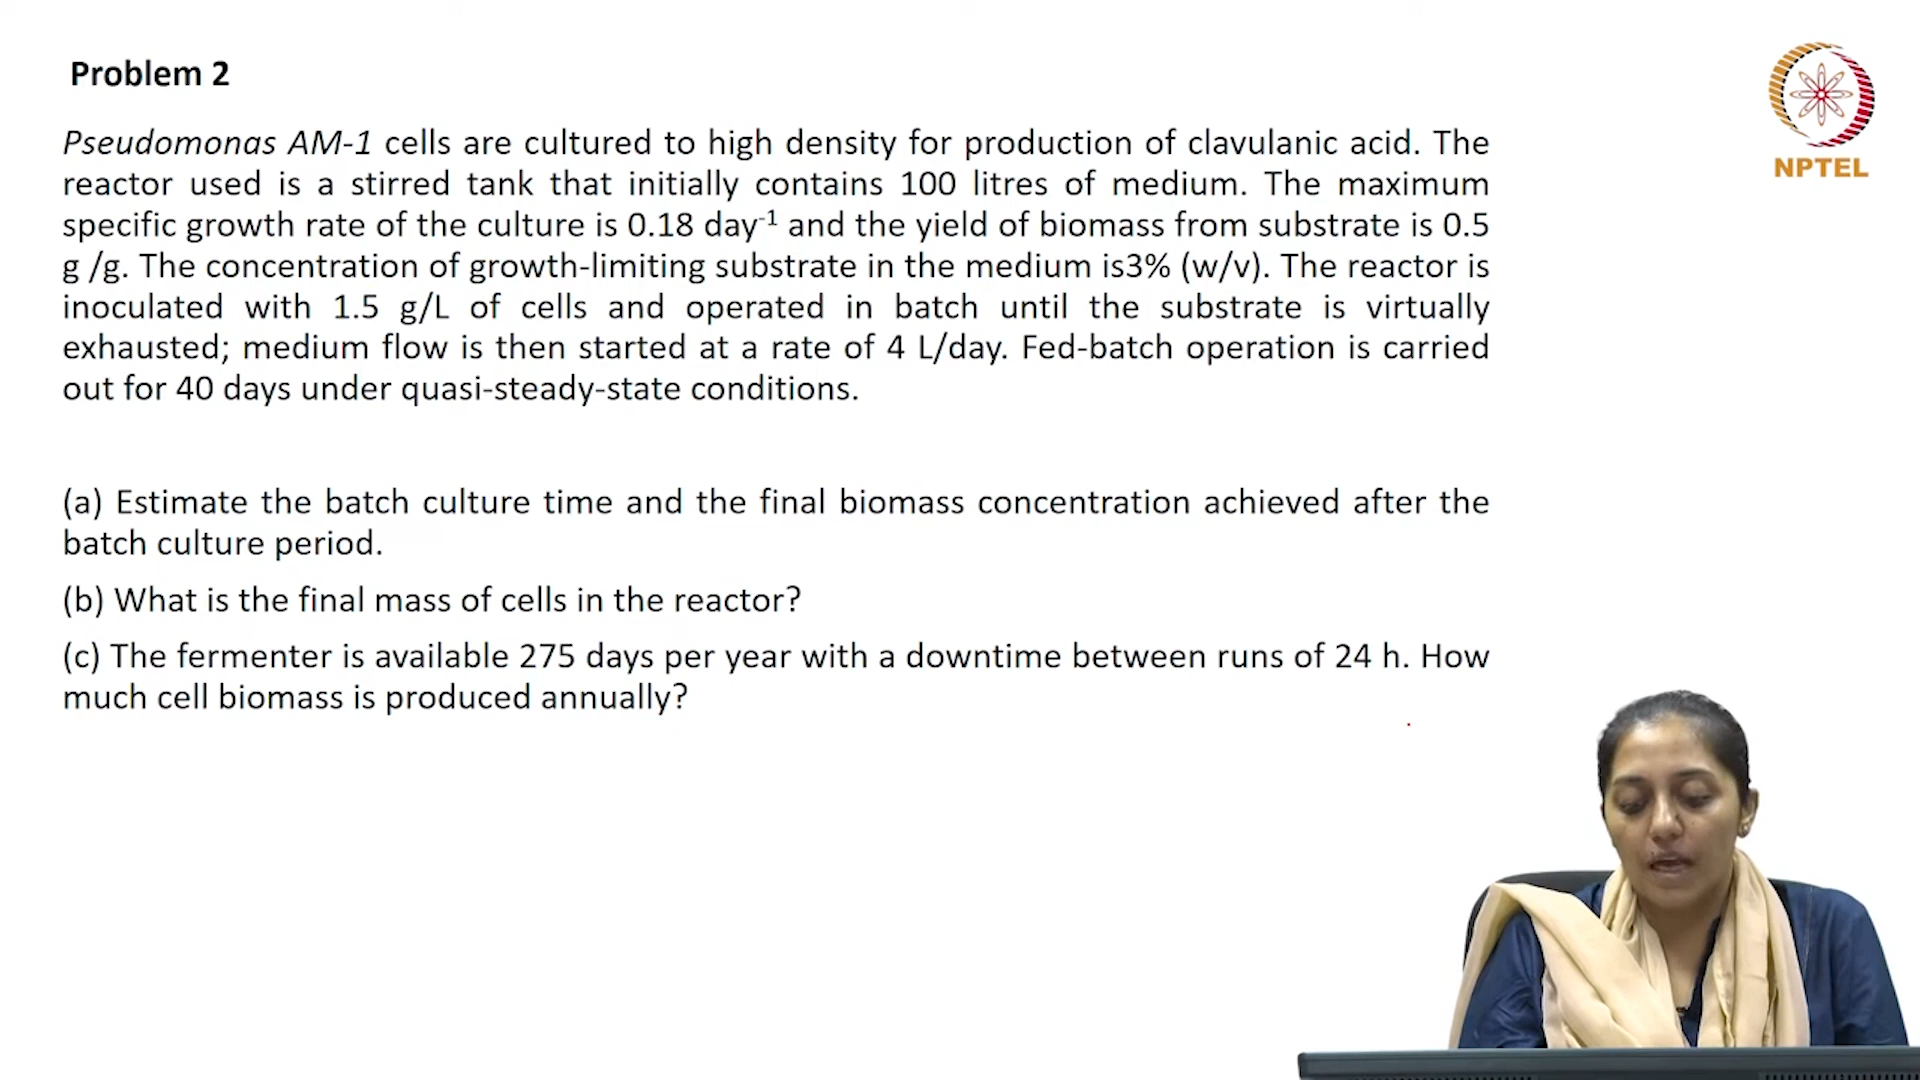 Problem 2
NPTEL
Pseudomonas AM-1 cells are cultured to high density for production of clavulanic acid. The
reactor used is a stirred tank that initially contains 100 litres of medium. The maximum
specific growth rate of the culture is 0.18 day-1 and the yield of biomass from substrate is 0.5
g /g. The concentration of growth-limiting substrate in the medium is3% (w/v). The reactor is
inoculated with 1.5 g/L of cells and operated in batch until the substrate is virtually
exhausted; medium flow is then started at a rate of 4 L/day. Fed-batch operation is carried
out for 40 days under quasi-steady-state conditions.
(a) Estimate the batch culture time and the final biomass concentration achieved after the
batch culture period.
(b) What is the final mass of cells in the reactor?
(c) The fermenter is available 275 days per year with a downtime between runs of 24 h. How
much cell biomass is produced annually?